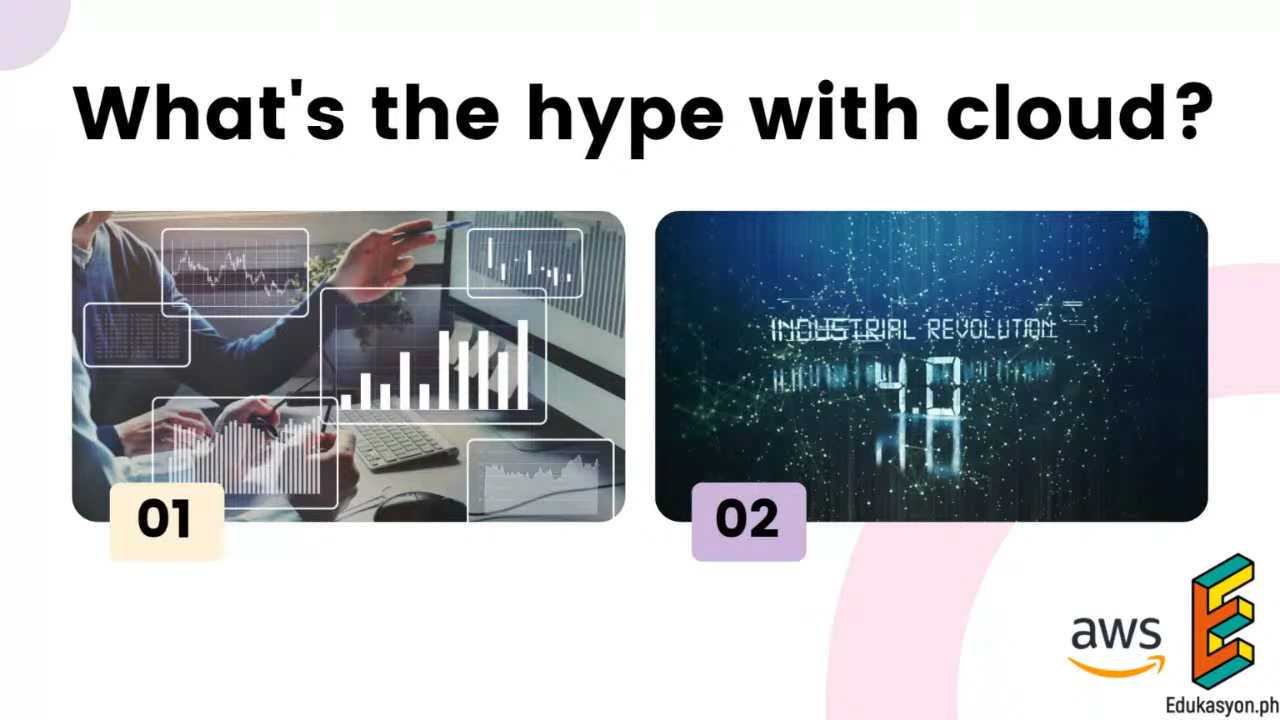 What's the hype with cloud?
INDUSTRIAL REVOLUTION
4.0
01
02
aws
Edukasyon.ph